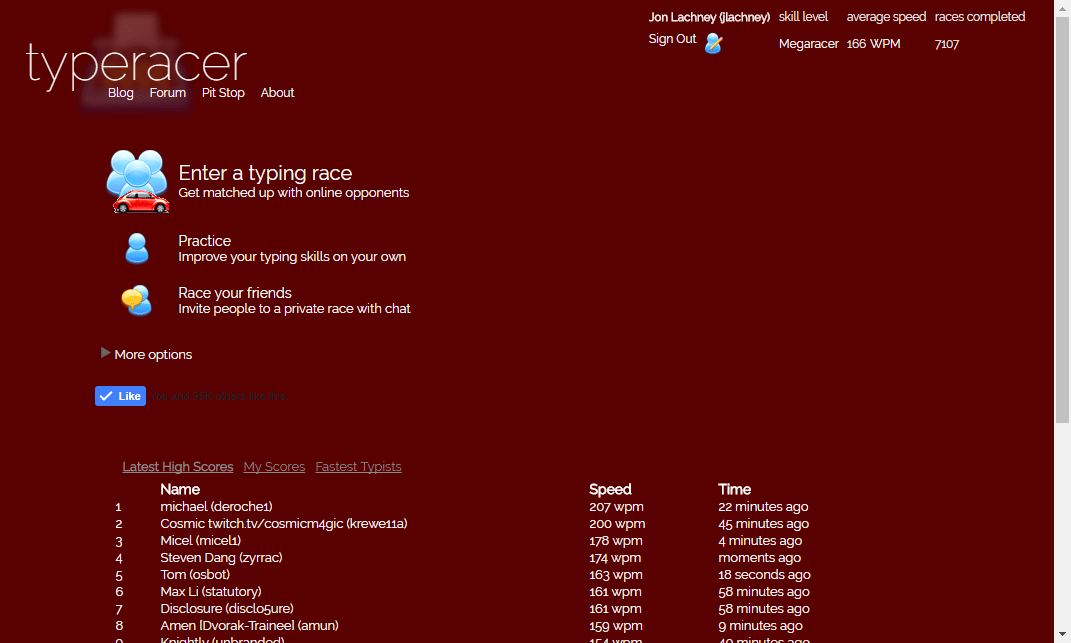 typeracer
Blog Forum Pit Stop About
Jon Lachney (jlachney) skill level average speed races completed
Sign Out Megaracer 166 WPM 7107
Enter a typing race
Get matched up with online opponents
Practice
Improve your typing skills on your own
Race your friends
Invite people to a private race with chat
More options
Like You and 95K others like this.
Latest High Scores My Scores Fastest Typists
Name Speed Time
1 michael (deroche1) 207 wpm 22 minutes ago
2 Cosmic twitch.tv/cosmicm4gic (krewe11a) 200 wpm 45 minutes ago
3 Micel (micel1) 178 wpm 4 minutes ago
4 Steven Dang (zyrrac) 174 wpm moments ago
5 Tom (osbot) 163 wpm 18 seconds ago
6 Max Li (statutory) 161 wpm 58 minutes ago
7 Disclosure (disclo5ure) 161 wpm 58 minutes ago
8 Amen [Dvorak-Trainee] (amun) 159 wpm 9 minutes ago
9 Knightly (unbranded) 154 wpm 49 minutes ago